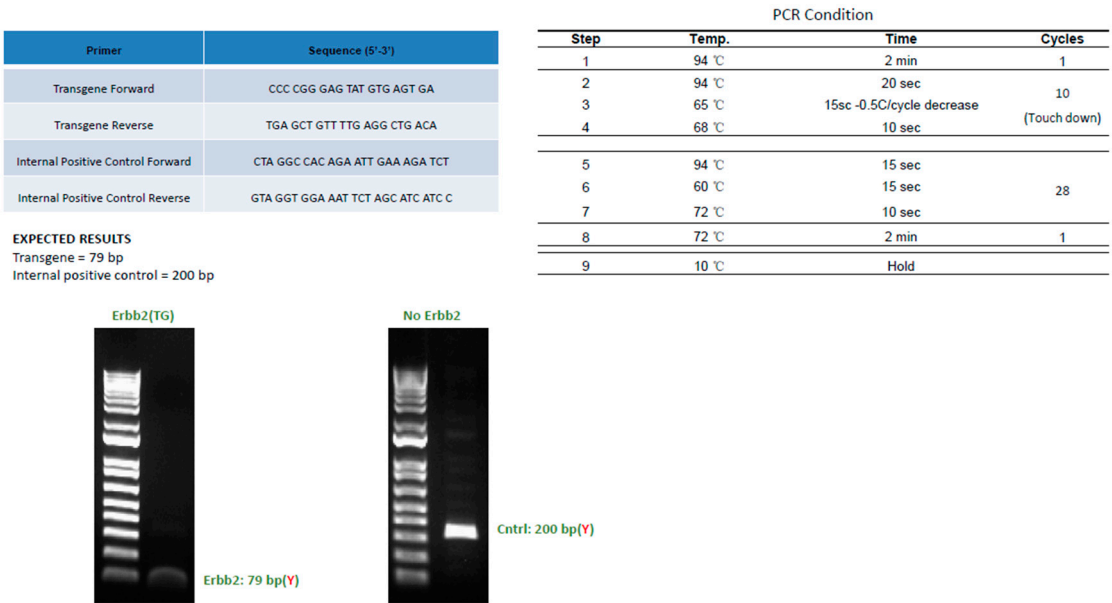 Primer Sequence (5'-3')
Transgene Forward CCC CGG GAG TAT GTG AGT GA
Transgene Reverse TGA GCT GTT TTG AGG CTG ACA
Internal Positive Control Forward CTA GGC CAC AGA ATT GAA AGA TCT
Internal Positive Control Reverse GTA GGT GGA AAT TCT AGC ATC ATC C
EXPECTED RESULTS
Transgene = 79 bp
Internal positive control = 200 bp
PCR Condition
Step Temp. Time Cycles
1 94 ℃ 2 min 1
2 94 ℃ 20 sec 10
3 65 ℃ 15sc -0.5C/cycle decrease (Touch down)
4 68 ℃ 10 sec
5 94 ℃ 15 sec
6 60 ℃ 15 sec 28
7 72 ℃ 10 sec
8 72 ℃ 2 min 1
9 10 ℃ Hold
Erbb2(TG)
Erbb2: 79 bp(Y)
No Erbb2
Cntrl: 200 bp(Y)